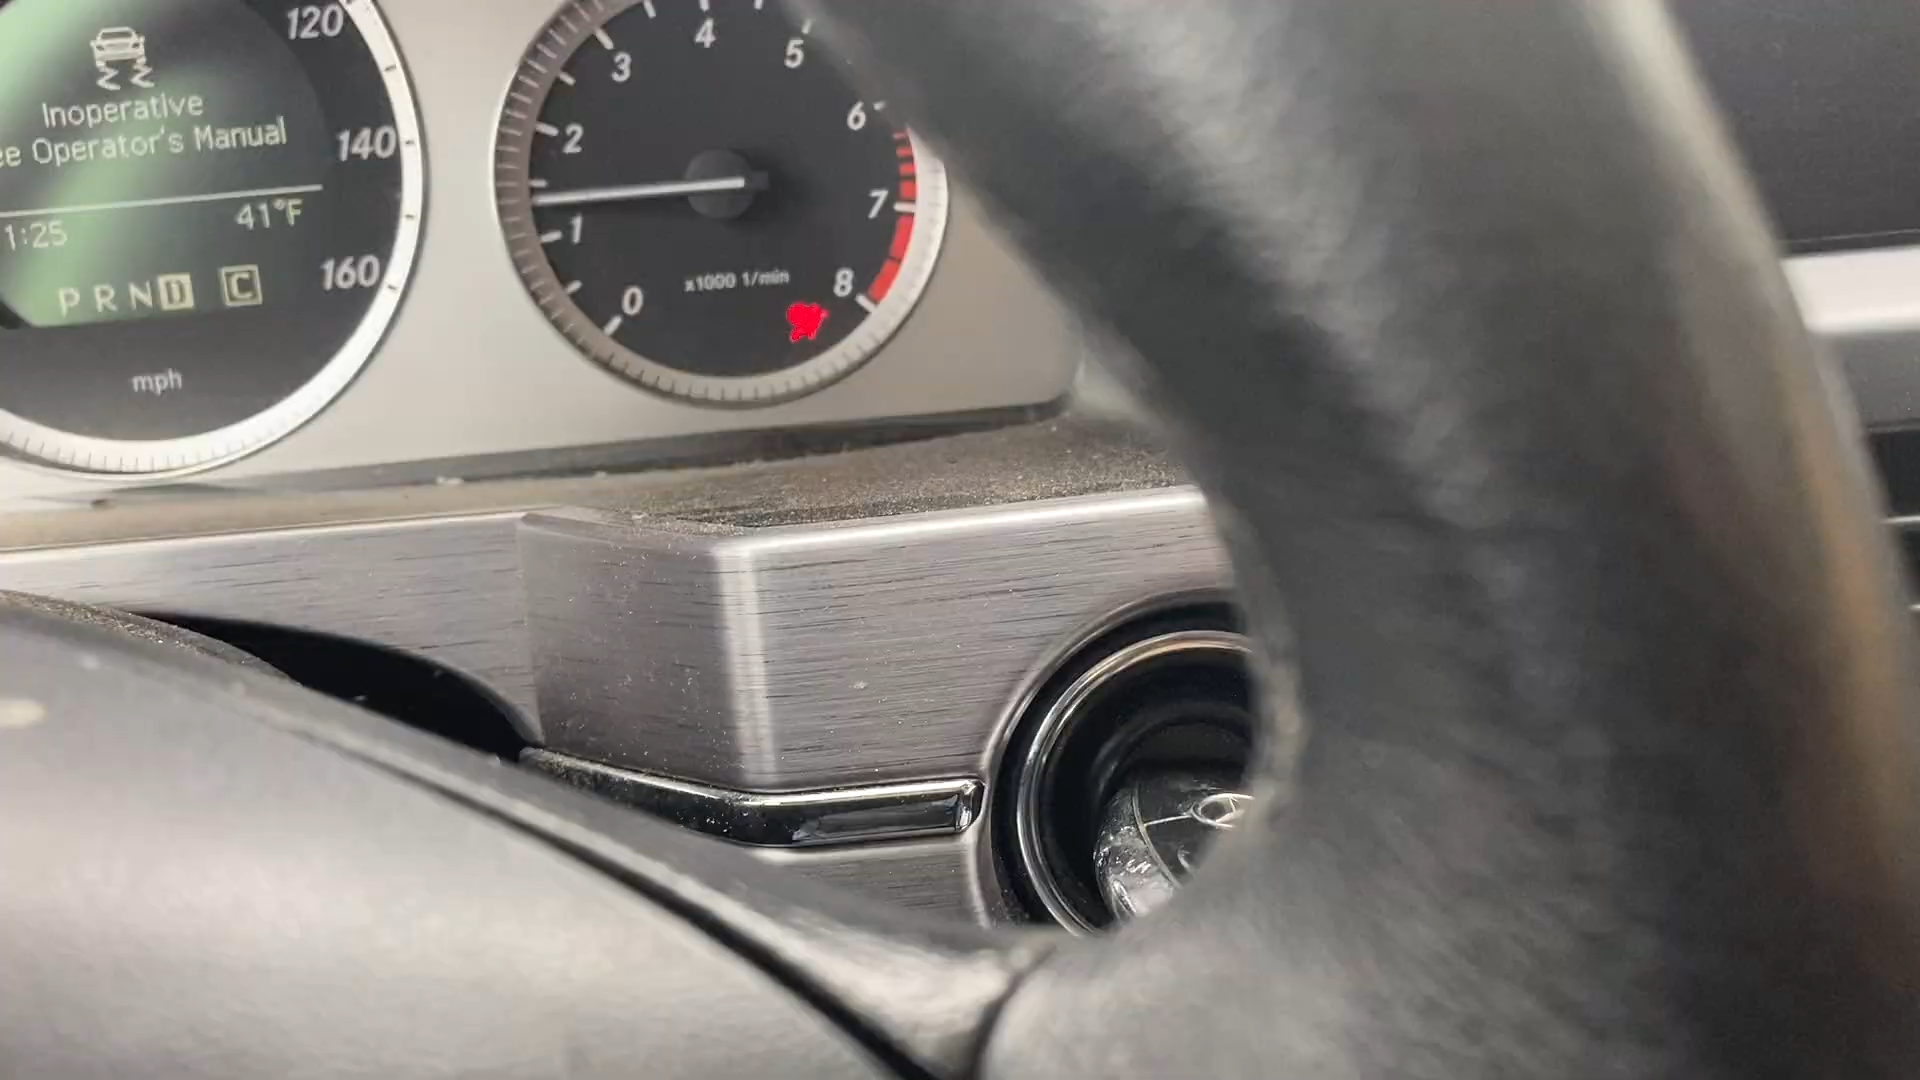 Inoperative
Operator's Manual
1:25 41°F
P R N D C
120
140
160
mph
0
1
2
3
4
5
6
7
8
x1000 1/min